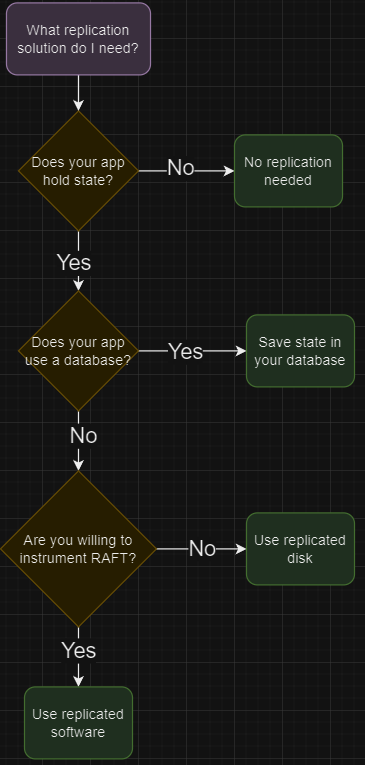 What replication
solution do I need?
Does your app
hold state?
No
No replication
needed
Yes
Does your app
use a database?
Yes
Save state in
your database
No
Are you willing to
instrument RAFT?
No
Use replicated
disk
Yes
Use replicated
software